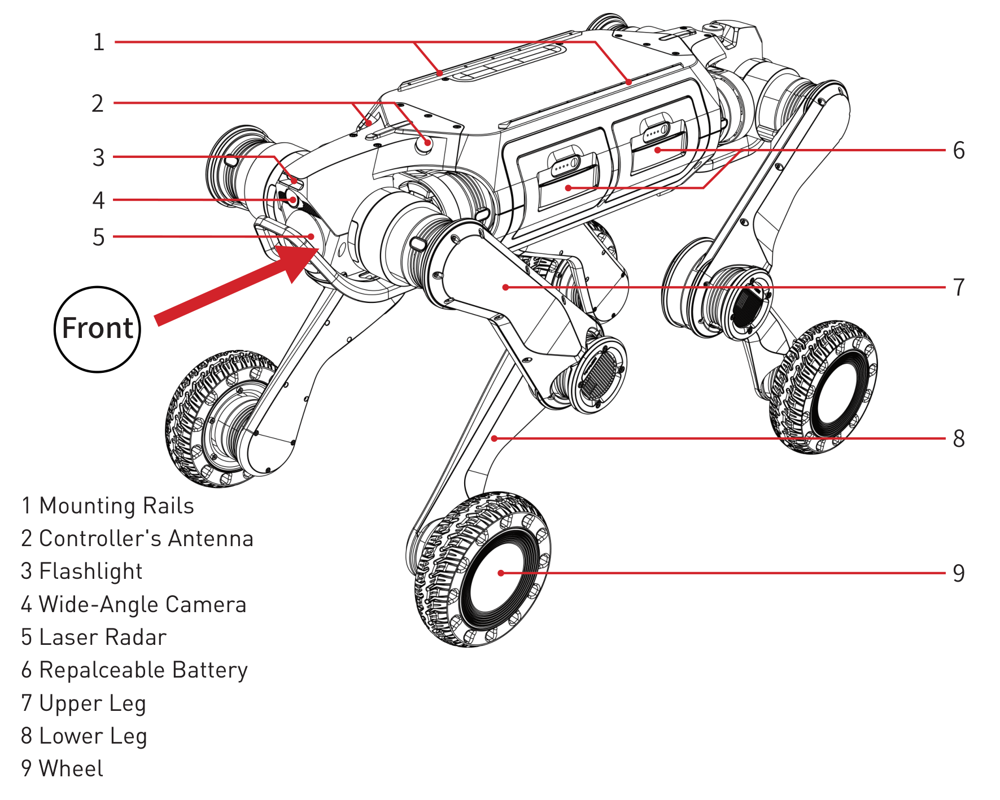 1
2
3
4
5
6
7
8
9
Front
1 Mounting Rails
2 Controller's Antenna
3 Flashlight
4 Wide-Angle Camera
5 Laser Radar
6 Repalceable Battery
7 Upper Leg
8 Lower Leg
9 Wheel